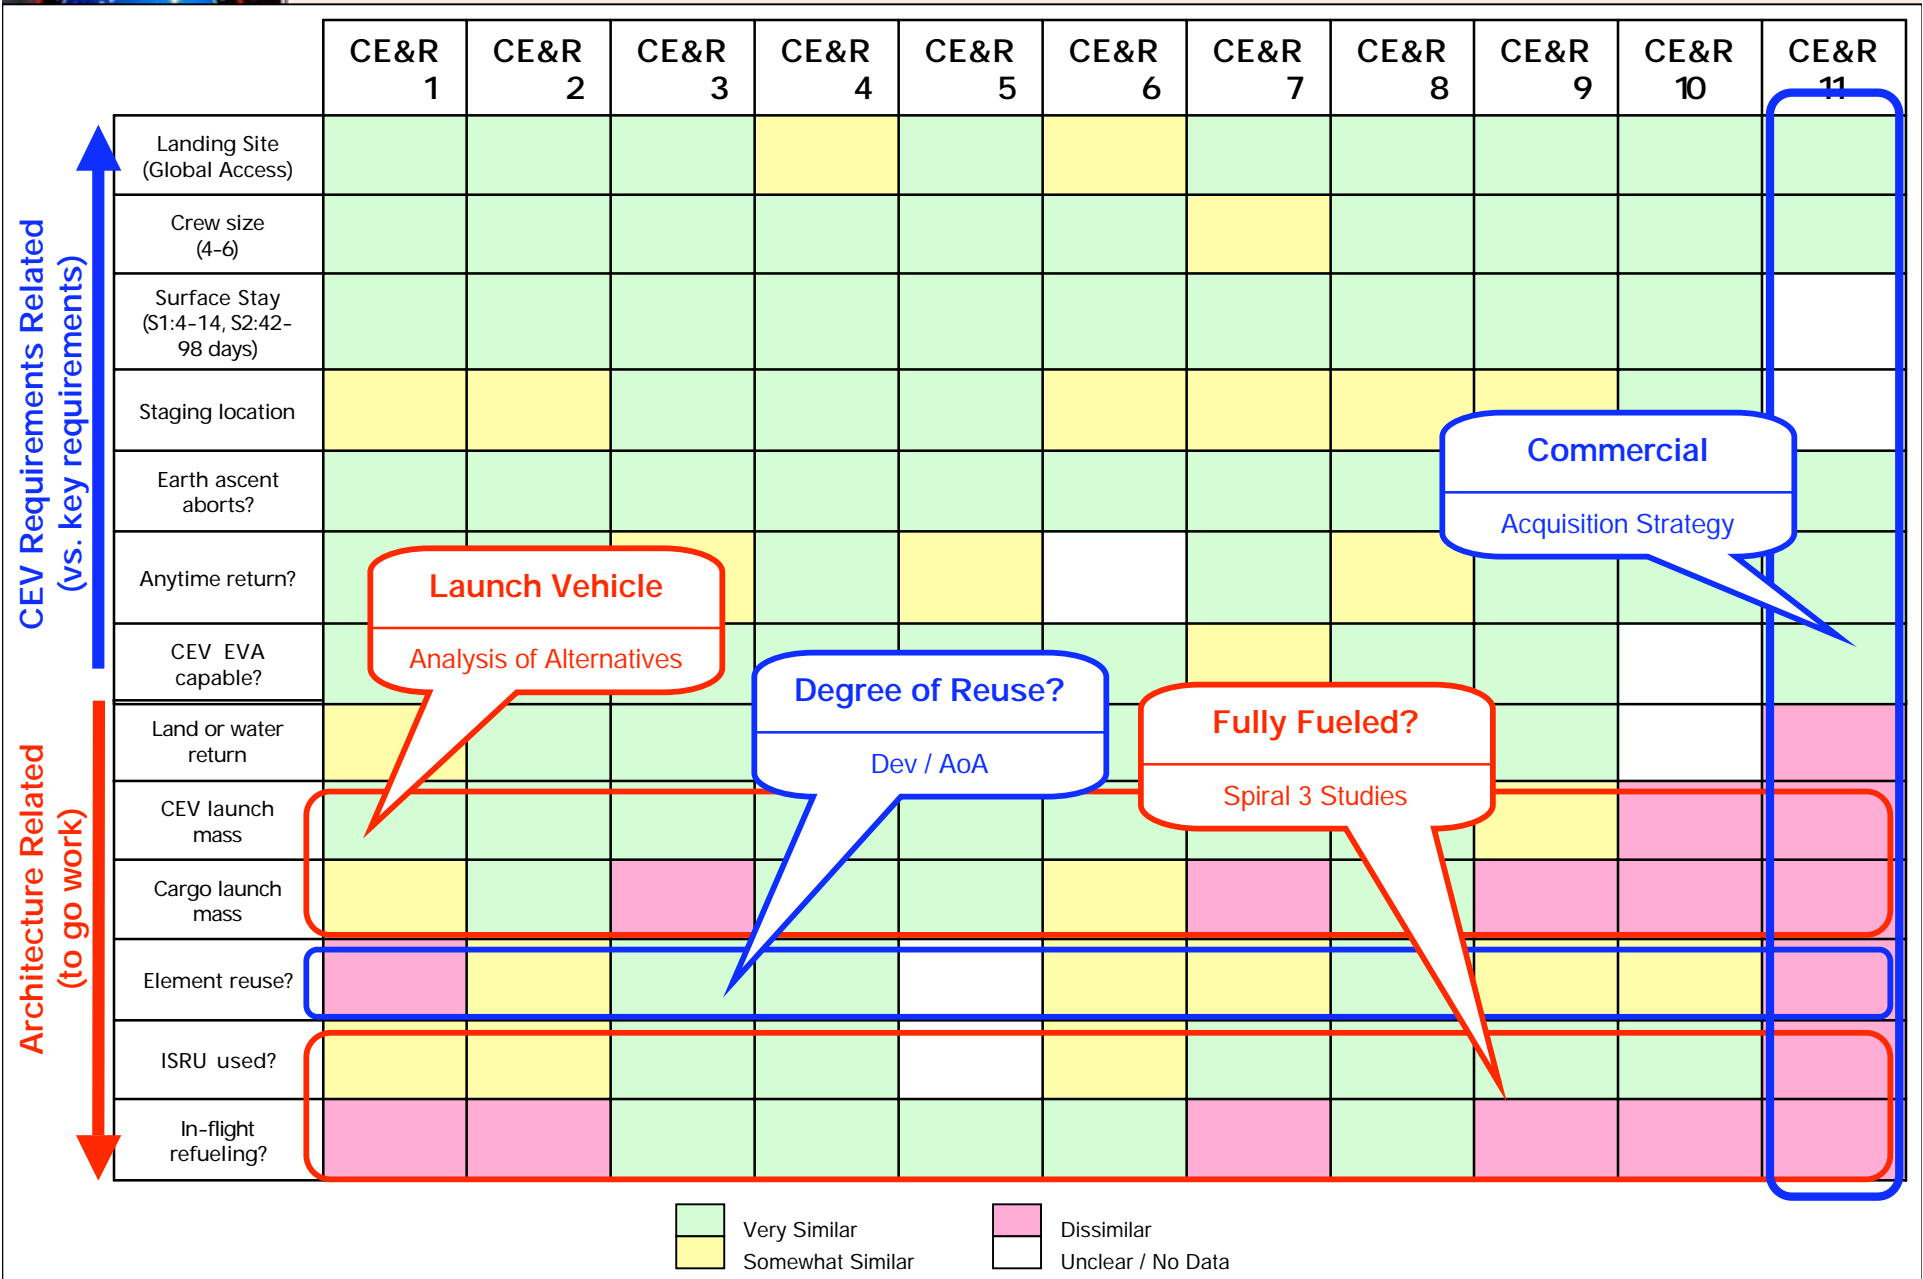 CE&R 1
CE&R 2
CE&R 3
CE&R 4
CE&R 5
CE&R 6
CE&R 7
CE&R 8
CE&R 9
CE&R 10
CE&R 11
CEV Requirements Related
(vs. key requirements)
Landing Site
(Global Access)
Crew size
(4-6)
Surface Stay
(S1:4-14, S2:42-
98 days)
Staging location
Earth ascent
aborts?
Anytime return?
CEV EVA
capable?
Architecture Related
(to go work)
Land or water
return
CEV launch
mass
Cargo launch
mass
Element reuse?
ISRU used?
In-flight
refueling?
Commercial
Acquisition Strategy
Launch Vehicle
Analysis of Alternatives
Degree of Reuse?
Dev / AoA
Fully Fueled?
Spiral 3 Studies
Very Similar
Somewhat Similar
Dissimilar
Unclear / No Data